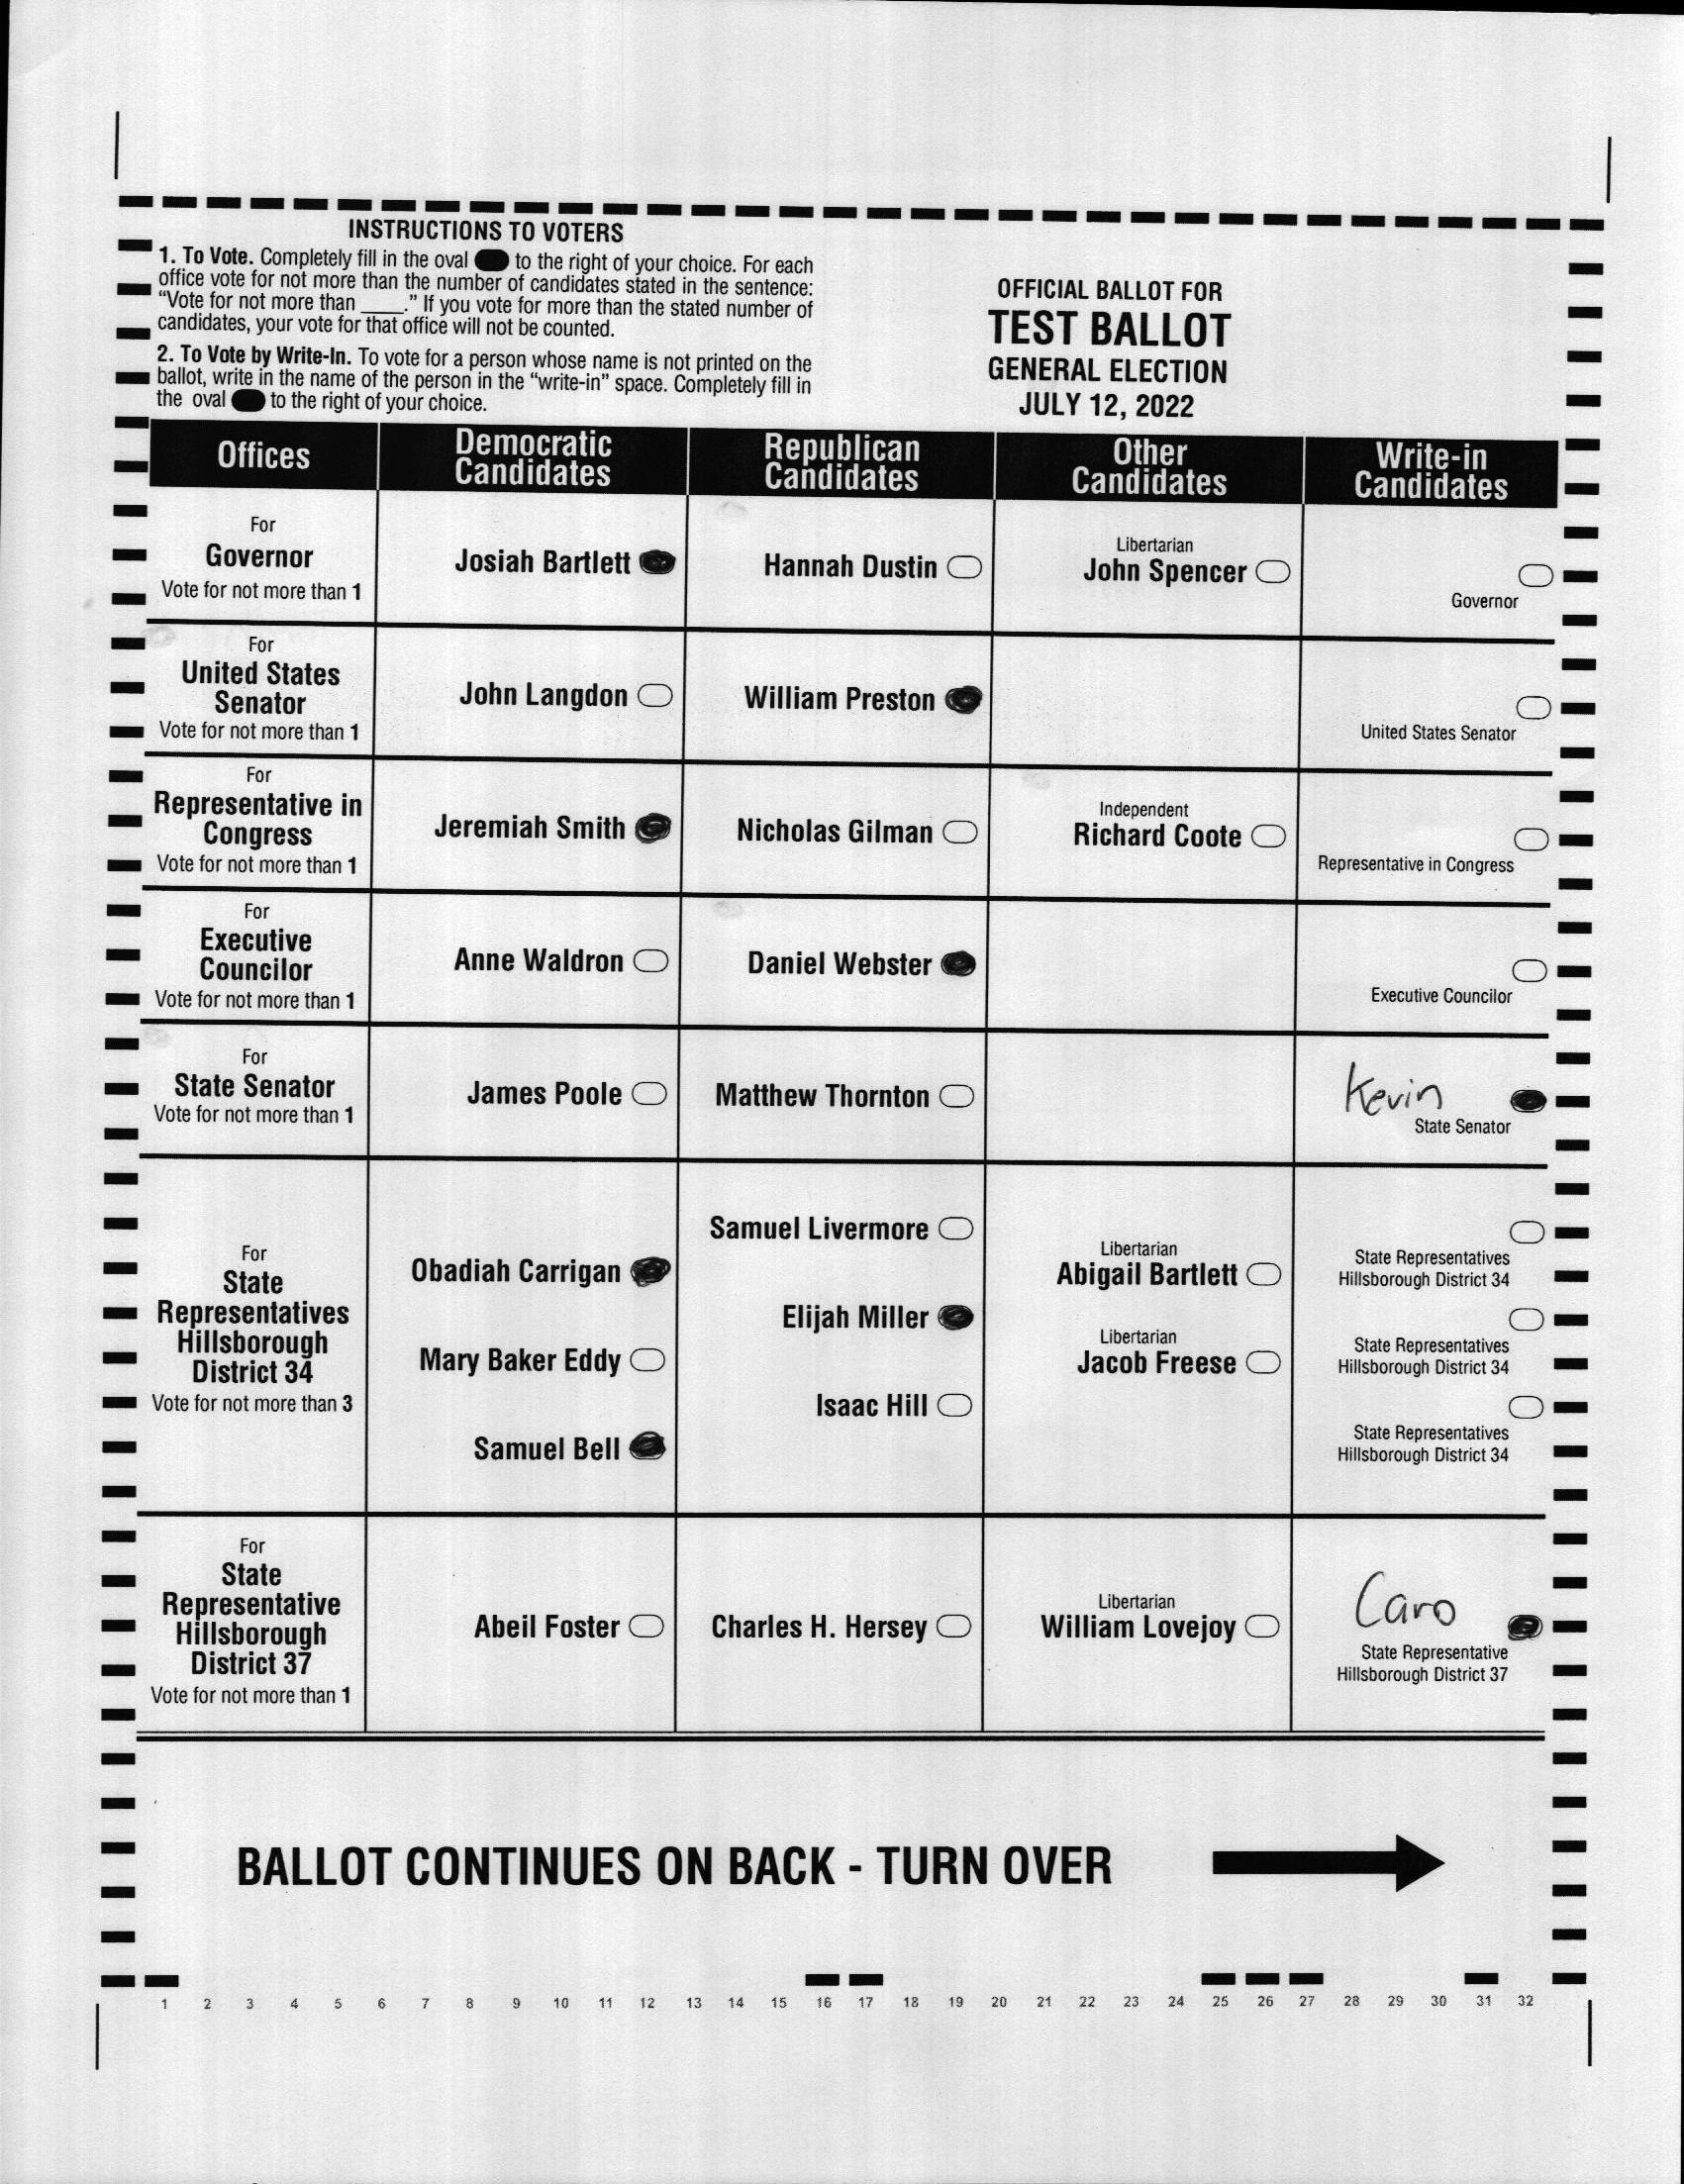 INSTRUCTIONS TO VOTERS
1. To Vote. Completely fill in the oval to the right of your choice. For each
office vote for not more than the number of candidates stated in the sentence:
“Vote for not more than ____.” If you vote for more than the stated number of
candidates, your vote for that office will not be counted.
2. To Vote by Write-In. To vote for a person whose name is not printed on the
ballot, write in the name of the person in the “write-in” space. Completely fill in
the oval to the right of your choice.
OFFICIAL BALLOT FOR
TEST BALLOT
GENERAL ELECTION
JULY 12, 2022
Offices
Democratic
Candidates
Republican
Candidates
Other
Candidates
Write-in
Candidates
For
Governor
Vote for not more than 1
Josiah Bartlett
Hannah Dustin
Libertarian
John Spencer
Governor
For
United States
Senator
Vote for not more than 1
John Langdon
William Preston
United States Senator
For
Representative in
Congress
Vote for not more than 1
Jeremiah Smith
Nicholas Gilman
Independent
Richard Coote
Representative in Congress
For
Executive
Councilor
Vote for not more than 1
Anne Waldron
Daniel Webster
Executive Councilor
For
State Senator
Vote for not more than 1
James Poole
Matthew Thornton
Kevin
State Senator
For
State
Representatives
Hillsborough
District 34
Vote for not more than 3
Obadiah Carrigan
Mary Baker Eddy
Samuel Bell
Samuel Livermore
Elijah Miller
Isaac Hill
Libertarian
Abigail Bartlett
Libertarian
Jacob Freese
State Representatives
Hillsborough District 34
State Representatives
Hillsborough District 34
State Representatives
Hillsborough District 34
For
State
Representative
Hillsborough
District 37
Vote for not more than 1
Abeil Foster
Charles H. Hersey
Libertarian
William Lovejoy
Caro
State Representative
Hillsborough District 37
BALLOT CONTINUES ON BACK - TURN OVER
1 2 3 4 5 6 7 8 9 10 11 12 13 14 15 16 17 18 19 20 21 22 23 24 25 26 27 28 29 30 31 32